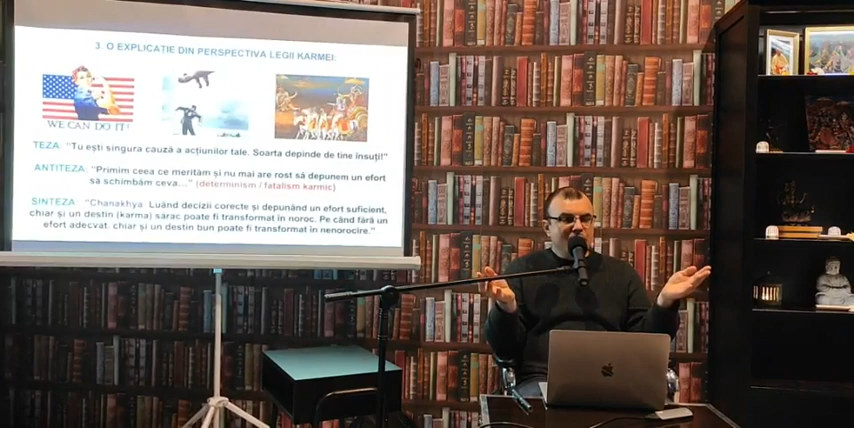 3. O EXPLICAȚIE DIN PERSPECTIVA LEGII KARMEI:
WE CAN DO IT!
TEZA: "Tu ești singura cauză a acțiunilor tale. Soarta depinde de tine însuți!"
ANTITEZA: "Primim ceea ce merităm și nu mai are rost să depunem un efort
să schimbăm ceva..." (determinism / fatalism karmic)
SINTEZA: "Chanakhya. Luând decizii corecte și depunând un efort suficient,
chiar și un destin (karma) sărac poate fi transformat în noroc. Pe când fără un
efort adecvat, chiar și un destin bun poate fi transformat în nenorocire."